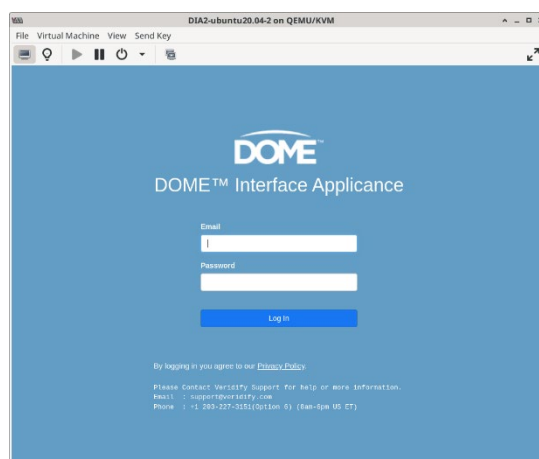 DIA2-ubuntu20.04-2 on QEMU/KVM
File Virtual Machine View Send Key
DOME™
DOME™ Interface Applicance
Email
Password
Log In
By logging in you agree to our Privacy Policy.
Please Contact Veridify Support for help or more information.
Email : support@veridify.com
Phone : +1 203-227-3151(Option 6) (8am-6pm US ET)